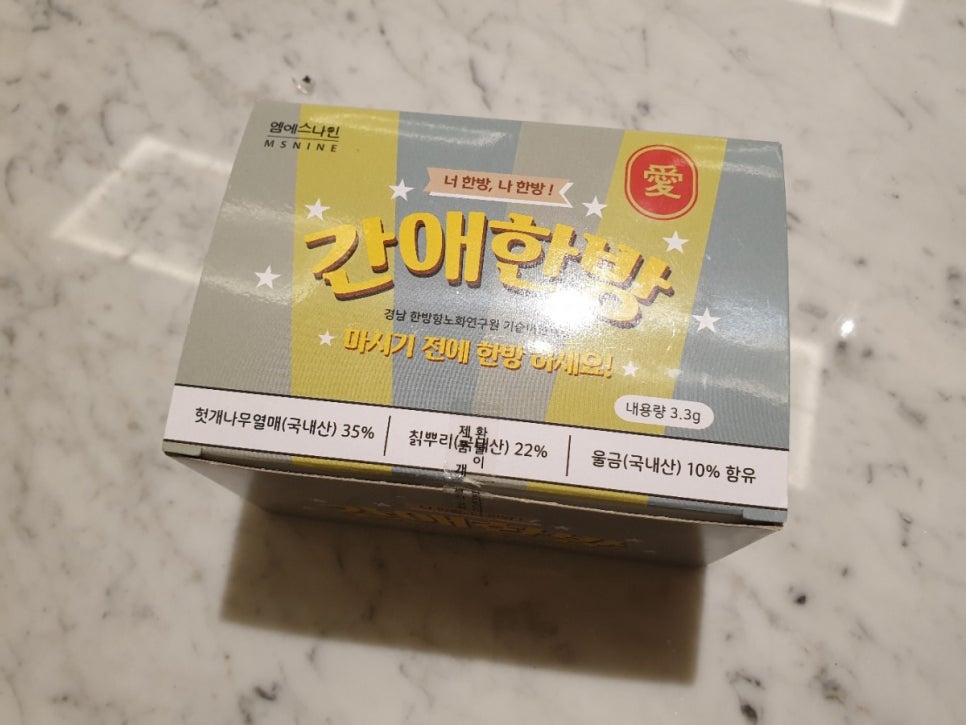 엠에스나인
MSNINE
愛
너 한방, 나 한방!
간애한방
경남 한방항노화연구원
마시기 전에 한방 하세요!
내용량 3.3g
헛개나무열매(국내산) 35%
칡뿌리(국내산) 22%
울금(국내산) 10% 함유